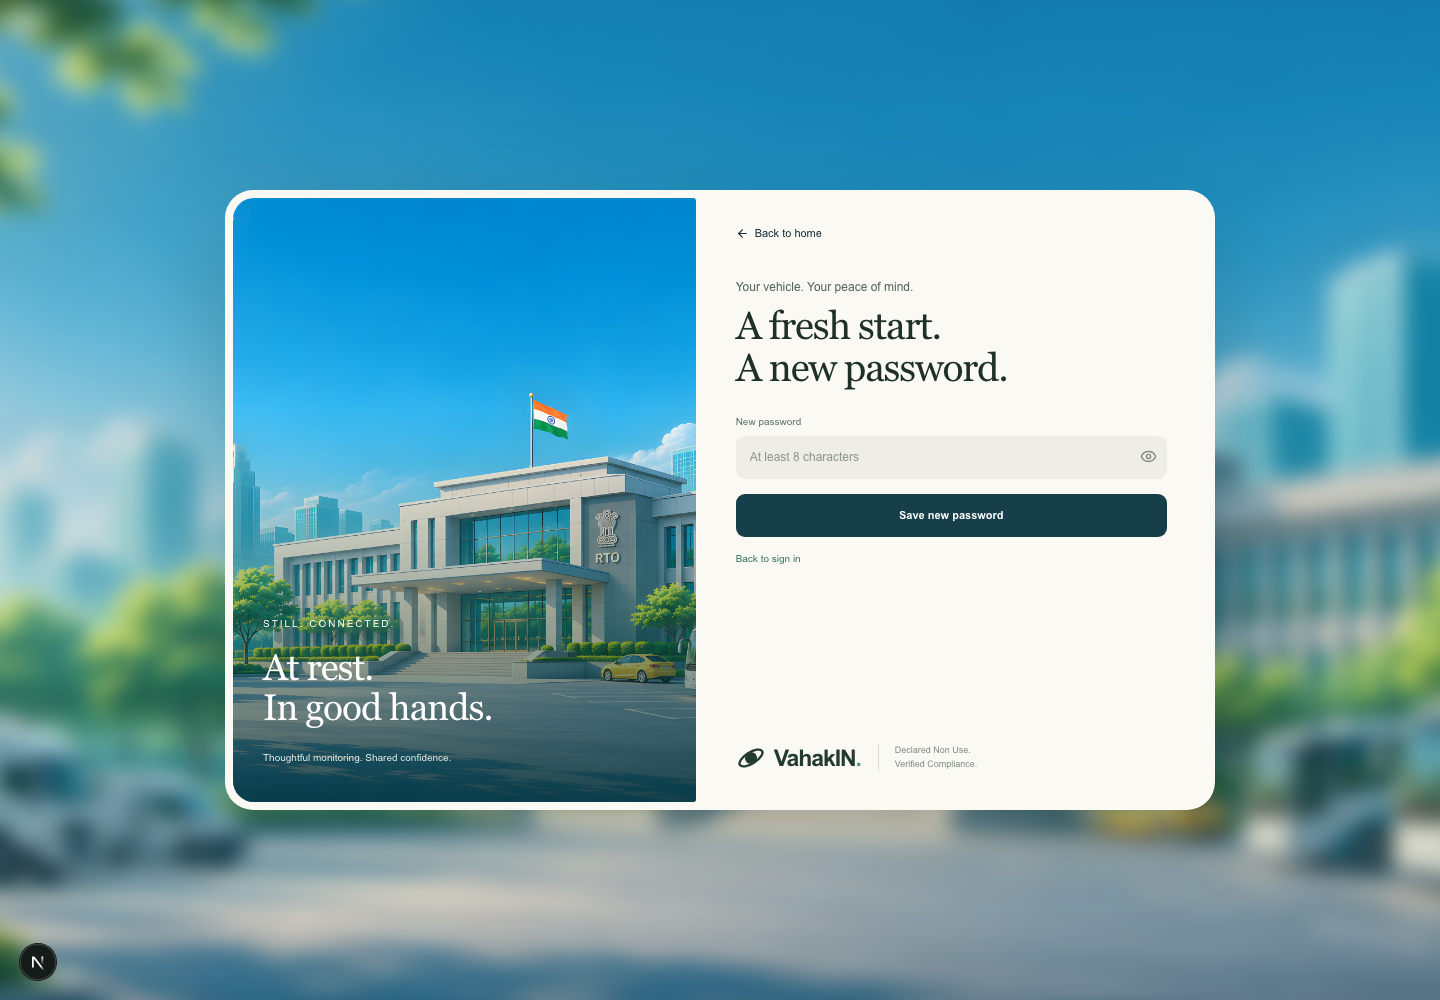 Back to home
Your vehicle. Your peace of mind.
A fresh start.
A new password.
New password
At least 8 characters
Save new password
Back to sign in
VahakIN.
Declared Non Use.
Verified Compliance.
RTO
STILL. CONNECTED.
At rest.
In good hands.
Thoughtful monitoring. Shared confidence.
N